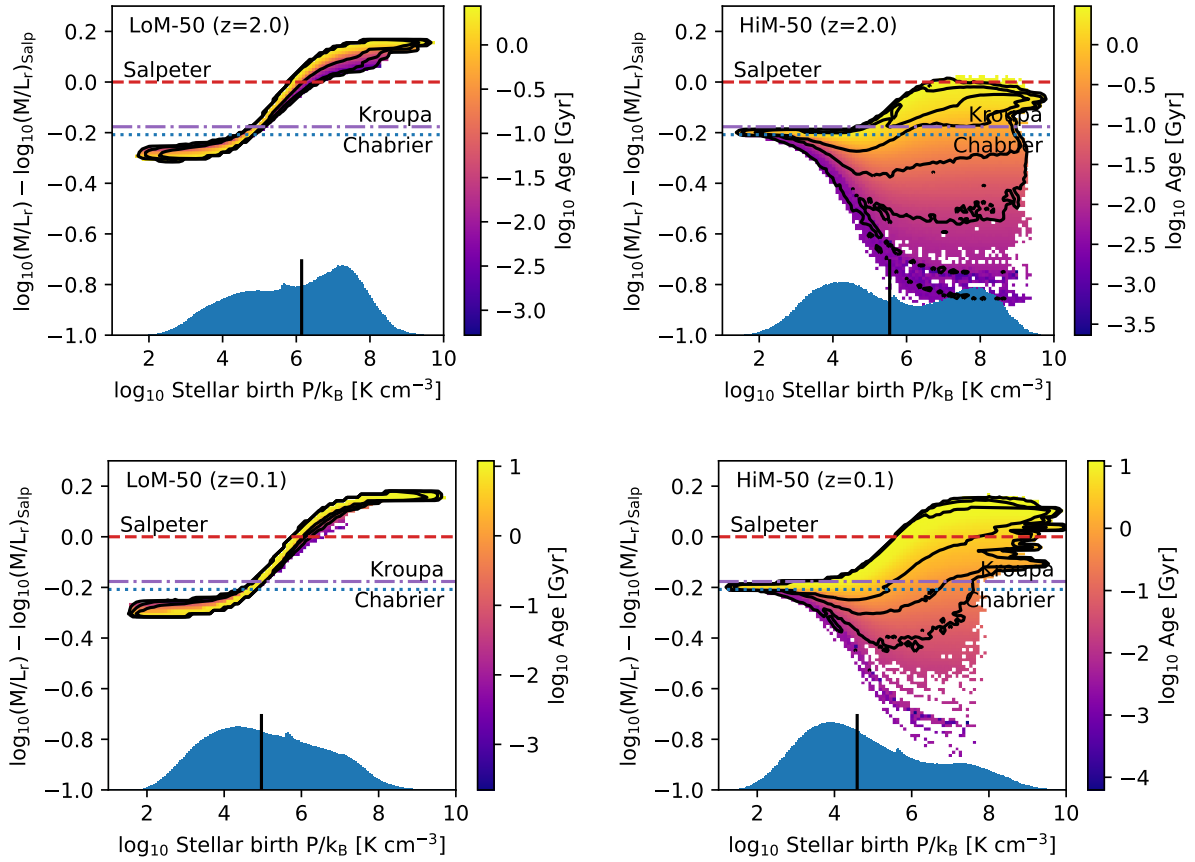 LoM-50 (z=2.0)
Salpeter
Kroupa
Chabrier
0.2
0.0
−0.2
−0.4
−0.6
−0.8
−1.0
2 4 6 8 10
log₁₀(M/Lᵣ) − log₁₀(M/Lᵣ)Salp
log₁₀ Stellar birth P/k_B [K cm⁻³]
0.0
−0.5
−1.0
−1.5
−2.0
−2.5
−3.0
log₁₀ Age [Gyr]
HiM-50 (z=2.0)
Salpeter
Kroupa
Chabrier
0.2
0.0
−0.2
−0.4
−0.6
−0.8
−1.0
2 4 6 8 10
log₁₀(M/Lᵣ) − log₁₀(M/Lᵣ)Salp
log₁₀ Stellar birth P/k_B [K cm⁻³]
0.0
−0.5
−1.0
−1.5
−2.0
−2.5
−3.0
−3.5
log₁₀ Age [Gyr]
LoM-50 (z=0.1)
Salpeter
Kroupa
Chabrier
0.2
0.0
−0.2
−0.4
−0.6
−0.8
−1.0
2 4 6 8 10
log₁₀(M/Lᵣ) − log₁₀(M/Lᵣ)Salp
log₁₀ Stellar birth P/k_B [K cm⁻³]
1
0
−1
−2
−3
log₁₀ Age [Gyr]
HiM-50 (z=0.1)
Salpeter
Kroupa
Chabrier
0.2
0.0
−0.2
−0.4
−0.6
−0.8
−1.0
2 4 6 8 10
log₁₀(M/Lᵣ) − log₁₀(M/Lᵣ)Salp
log₁₀ Stellar birth P/k_B [K cm⁻³]
1
0
−1
−2
−3
−4
log₁₀ Age [Gyr]